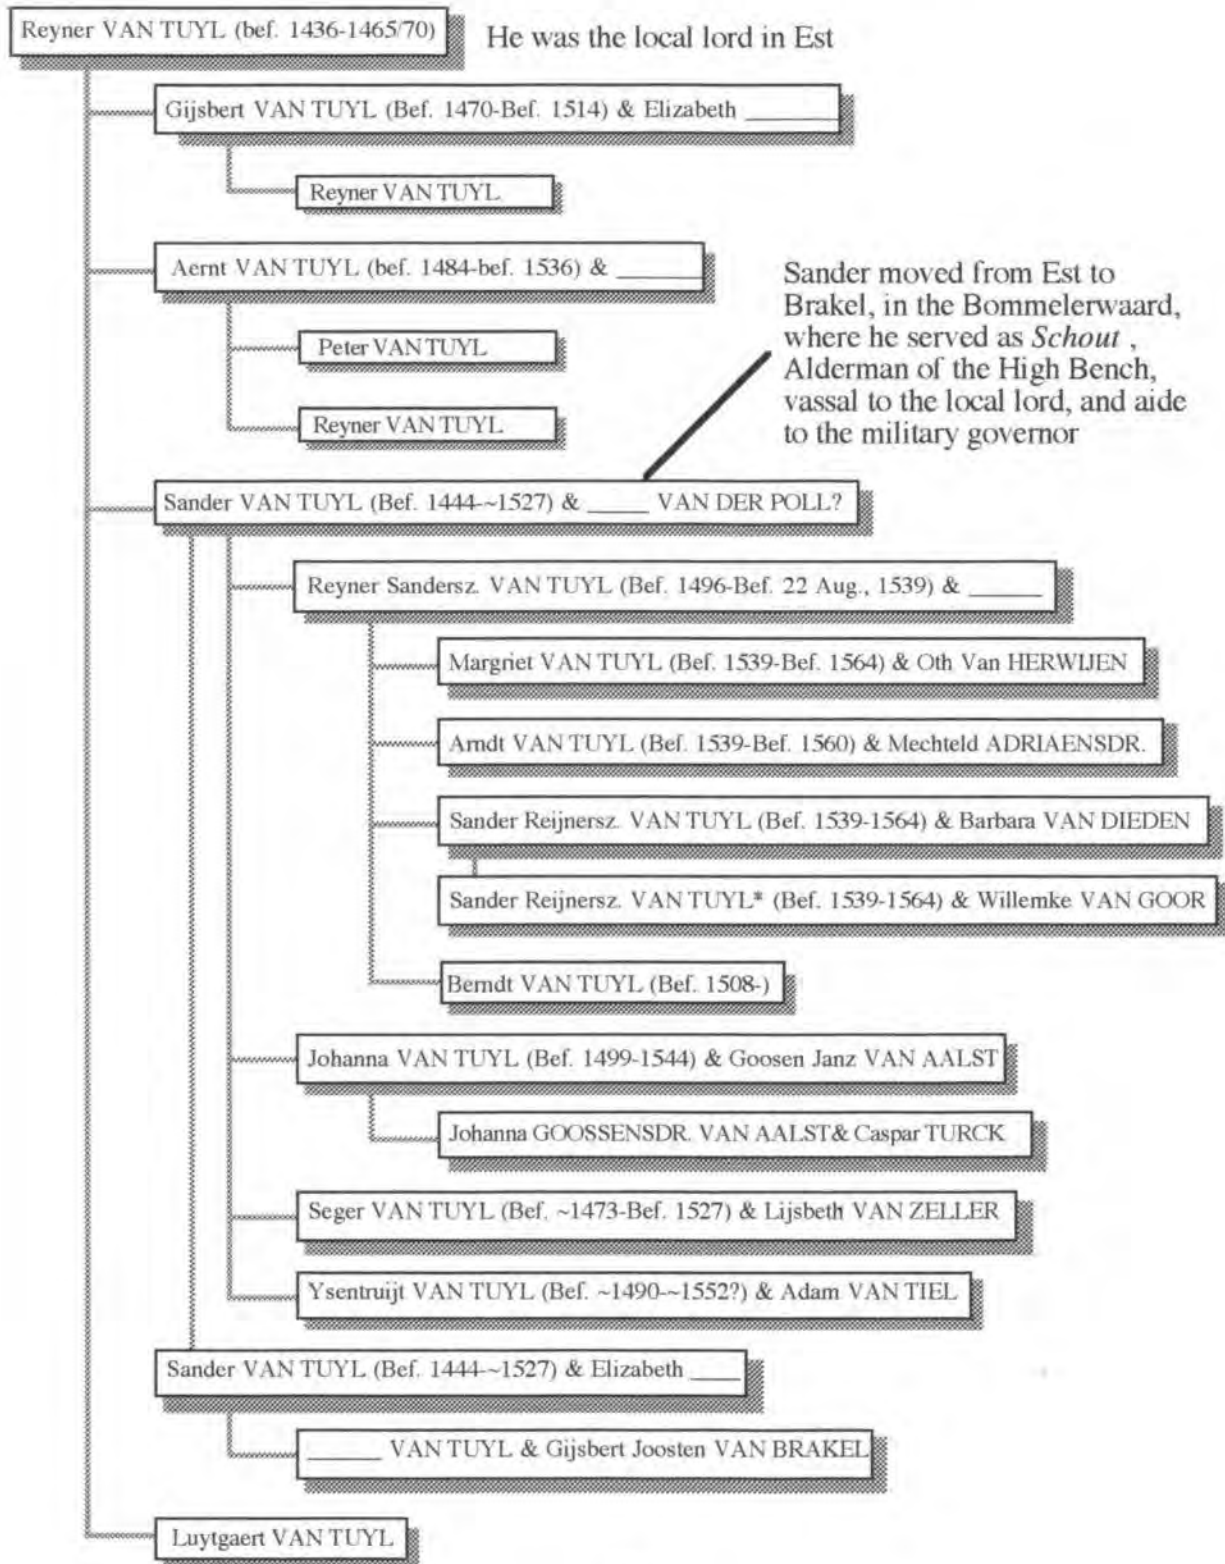 Reyner VAN TUYL (bef. 1436-1465/70)
He was the local lord in Est
Gijsbert VAN TUYL (Bef. 1470-Bef. 1514) & Elizabeth ______
Reyner VAN TUYL
Aernt VAN TUYL (bef. 1484-bef. 1536) & ______
Peter VAN TUYL
Reyner VAN TUYL
Sander moved from Est to
Brakel, in the Bommelerwaard,
where he served as Schout ,
Alderman of the High Bench,
vassal to the local lord, and aide
to the military governor
Sander VAN TUYL (Bef. 1444-~1527) & _____ VAN DER POLL?
Reyner Sandersz. VAN TUYL (Bef. 1496-Bef. 22 Aug., 1539) & ______
Margriet VAN TUYL (Bef. 1539-Bef. 1564) & Oth Van HERWIJEN
Arndt VAN TUYL (Bef. 1539-Bef. 1560) & Mechteld ADRIAENSDR.
Sander Reijnersz. VAN TUYL (Bef. 1539-1564) & Barbara VAN DIEDEN
Sander Reijnersz. VAN TUYL* (Bef. 1539-1564) & Willemke VAN GOOR
Berndt VAN TUYL (Bef. 1508-)
Johanna VAN TUYL (Bef. 1499-1544) & Goosen Janz VAN AALST
Johanna GOOSSENSDR. VAN AALST& Caspar TURCK
Seger VAN TUYL (Bef. ~1473-Bef. 1527) & Lijsbeth VAN ZELLER
Ysentruijt VAN TUYL (Bef. ~1490-~1552?) & Adam VAN TIEL
Sander VAN TUYL (Bef. 1444-~1527) & Elizabeth ____
______ VAN TUYL & Gijsbert Joosten VAN BRAKEL
Luytgaert VAN TUYL